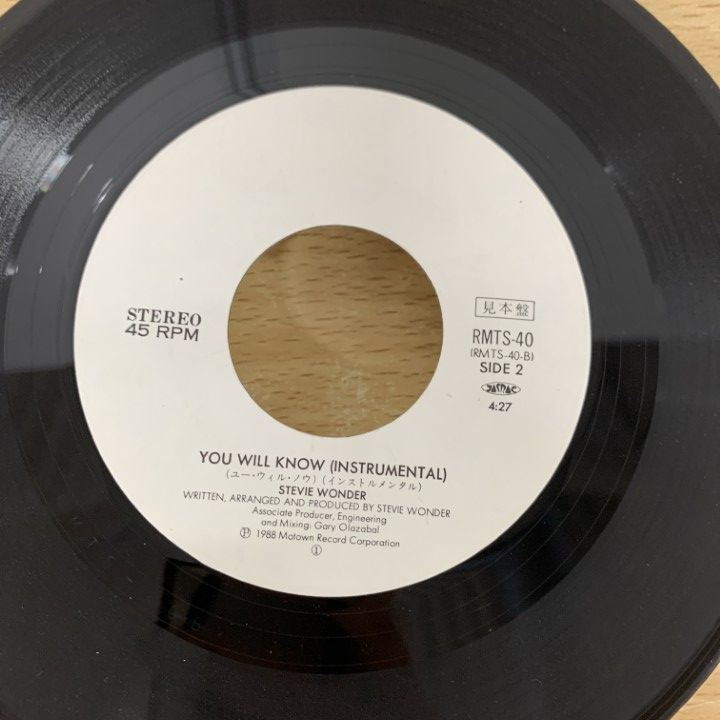 STEREO
45 RPM
見本盤
RMTS-40
(RMTS-40-B)
SIDE 2
JASRAC
4:27
YOU WILL KNOW (INSTRUMENTAL)
(ユー・ウィル・ノウ) (インストルメンタル)
STEVIE WONDER
WRITTEN, ARRANGED AND PRODUCED BY STEVIE WONDER
Associate Producer, Engineering
and Mixing: Gary Olazabal
Ⓟ 1988 Motown Record Corporation
①